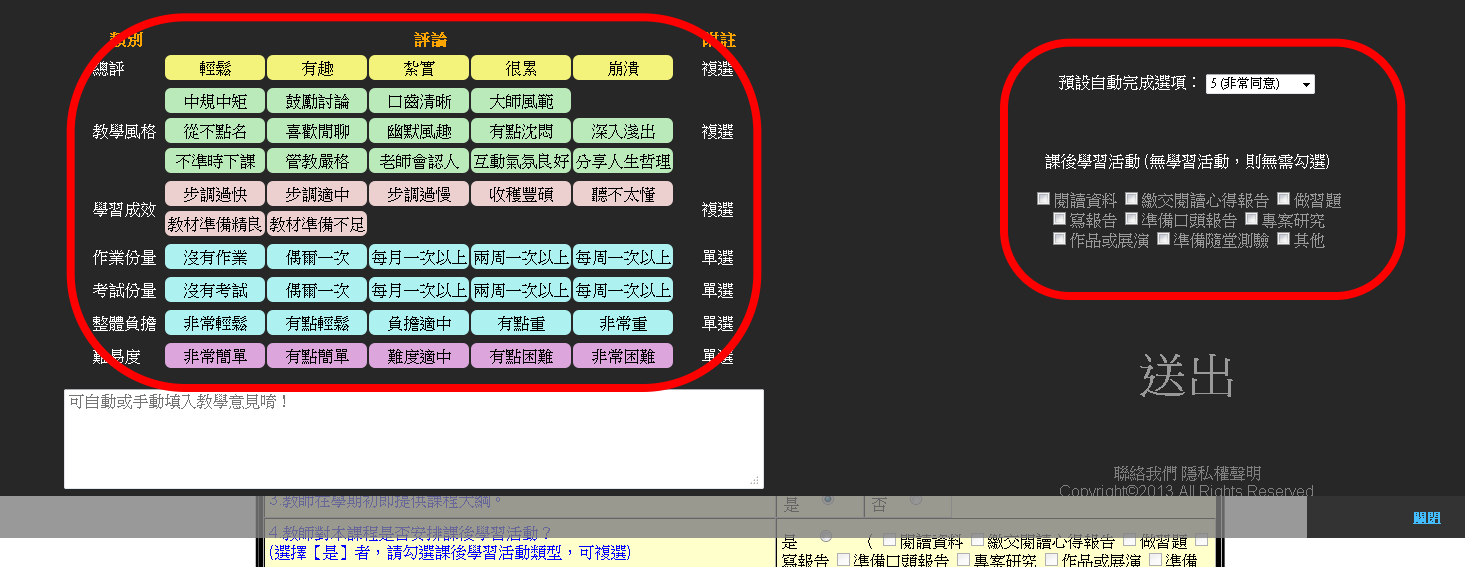 類別 評論 附註
總評 輕鬆 有趣 紮實 很累 崩潰 複選
中規中矩 鼓勵討論 口齒清晰 大師風範
教學風格 從不點名 喜歡閒聊 幽默風趣 有點沈悶 深入淺出 複選
不準時下課 管教嚴格 老師會認人 互動氣氛良好 分享人生哲理
步調過快 步調適中 步調過慢 收穫豐碩 聽不太懂
學習成效 複選
教材準備精良 教材準備不足
作業份量 沒有作業 偶爾一次 每月一次以上 兩周一次以上 每周一次以上 單選
考試份量 沒有考試 偶爾一次 每月一次以上 兩周一次以上 每周一次以上 單選
整體負擔 非常輕鬆 有點輕鬆 負擔適中 有點重 非常重 單選
難易度 非常簡單 有點簡單 難度適中 有點困難 非常困難 單選
可自動或手動填入教學意見唷！
預設自動完成選項： 5 (非常同意)
課後學習活動 (無學習活動，則無需勾選)
閱讀資料 繳交閱讀心得報告 做習題
寫報告 準備口頭報告 專案研究
作品或展演 準備隨堂測驗 其他
送出
聯絡我們 隱私權聲明
Copyright©2013 All Rights Reserved
關閉
3.教師在學期初即提供課程大綱。 是 否
4.教師對本課程是否安排課後學習活動？
(選擇【是】者，請勾選課後學習活動類型，可複選)
是 （ 閱讀資料 繳交閱讀心得報告 做習題
寫報告 準備口頭報告 專案研究 作品或展演 準備